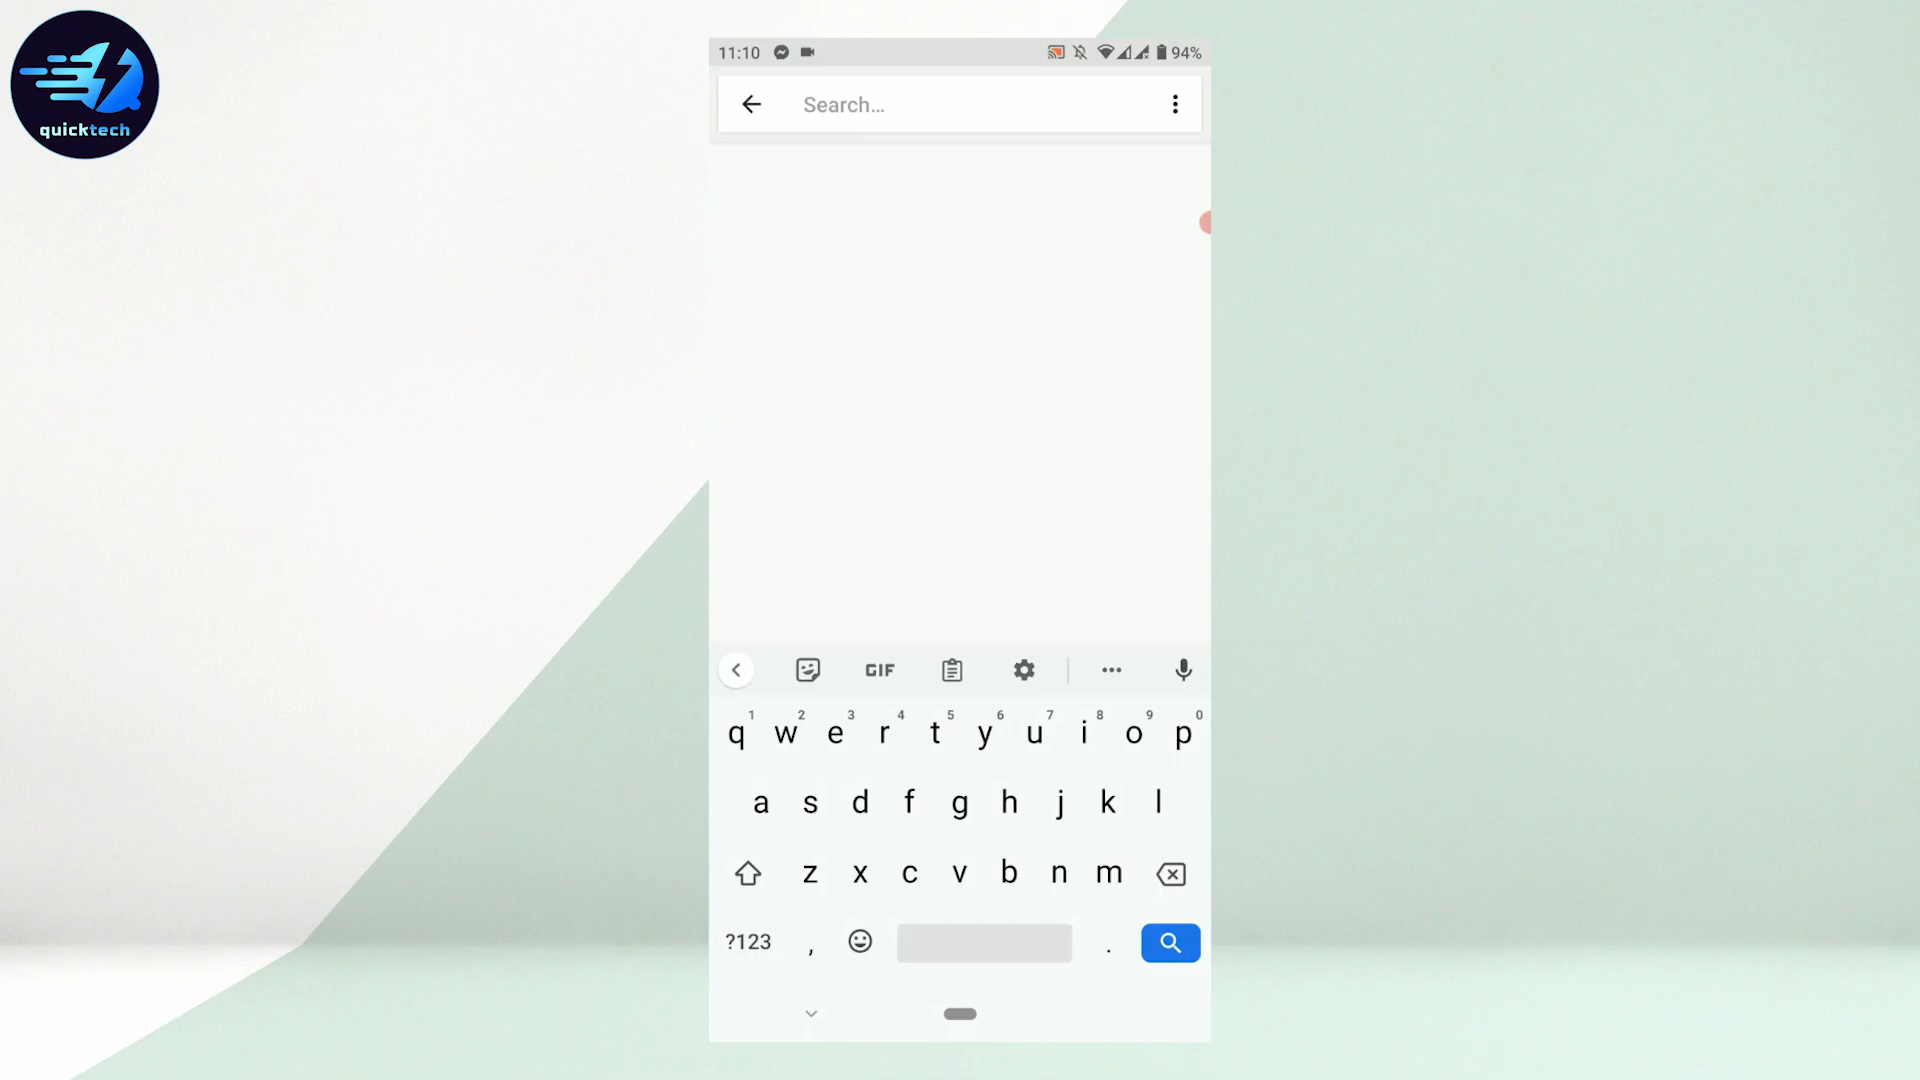 quicktech
11:10 94%
Search...
GIF
1 2 3 4 5 6 7 8 9 0
q w e r t y u i o p
a s d f g h j k l
z x c v b n m
?123 , .